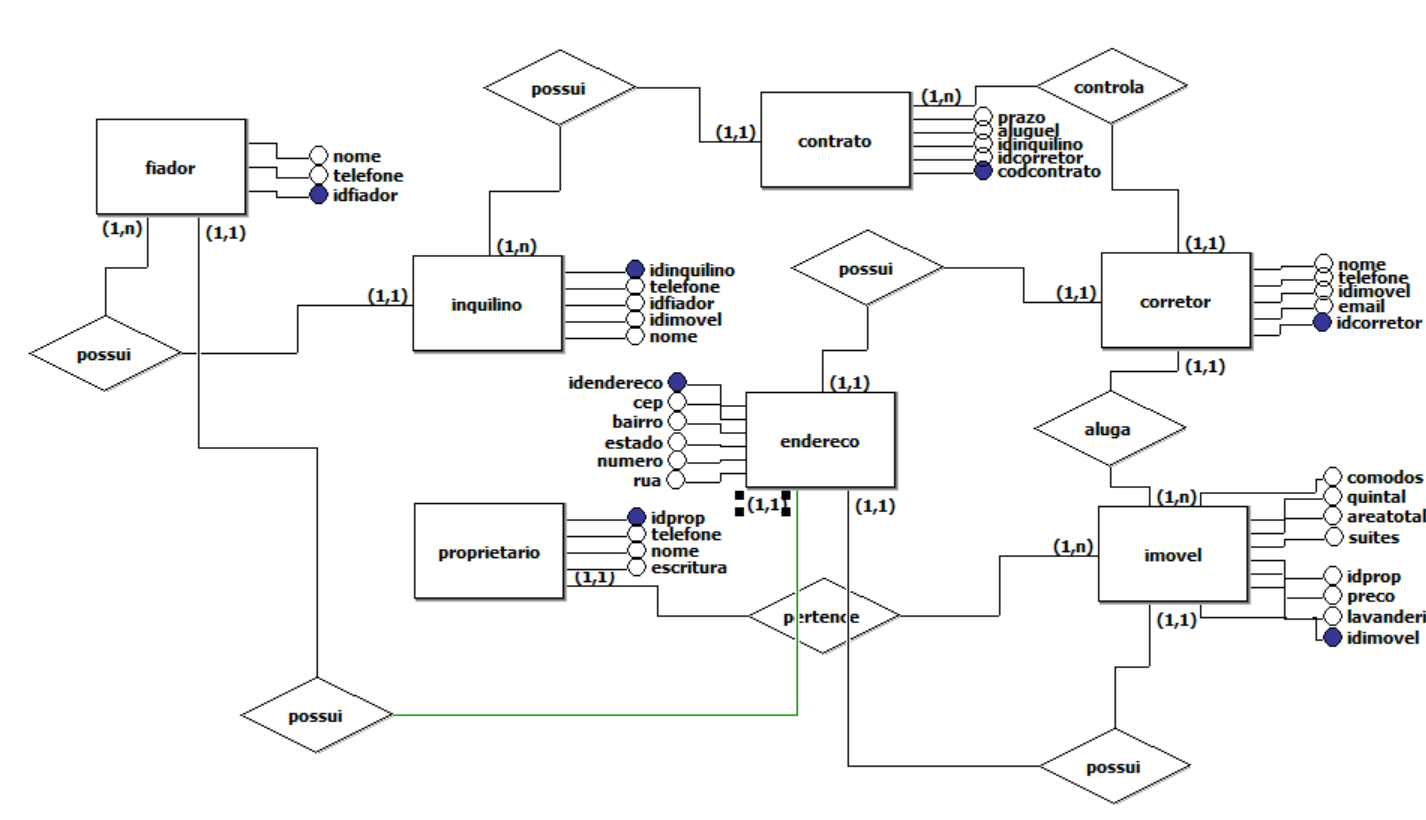 possui
controla
(1,n)
prazo
aluguel
idinquilino
idcorretor
codcontrato
contrato
(1,1)
fiador
nome
telefone
idfiador
(1,n)
(1,1)
(1,n)
(1,1)
possui
(1,1)
inquilino
idinquilino
telefone
idfiador
idimovel
nome
possui
(1,1)
corretor
nome
telefone
idimovel
email
idcorretor
(1,1)
aluga
(1,1)
idendereco
cep
bairro
estado
numero
rua
endereco
(1,1)
(1,1)
proprietario
idprop
telefone
nome
escritura
(1,1)
pertence
(1,n)
(1,n)
imovel
comodos
quintal
areatotal
suites
idprop
preco
lavanderi
idimovel
(1,1)
possui
possui